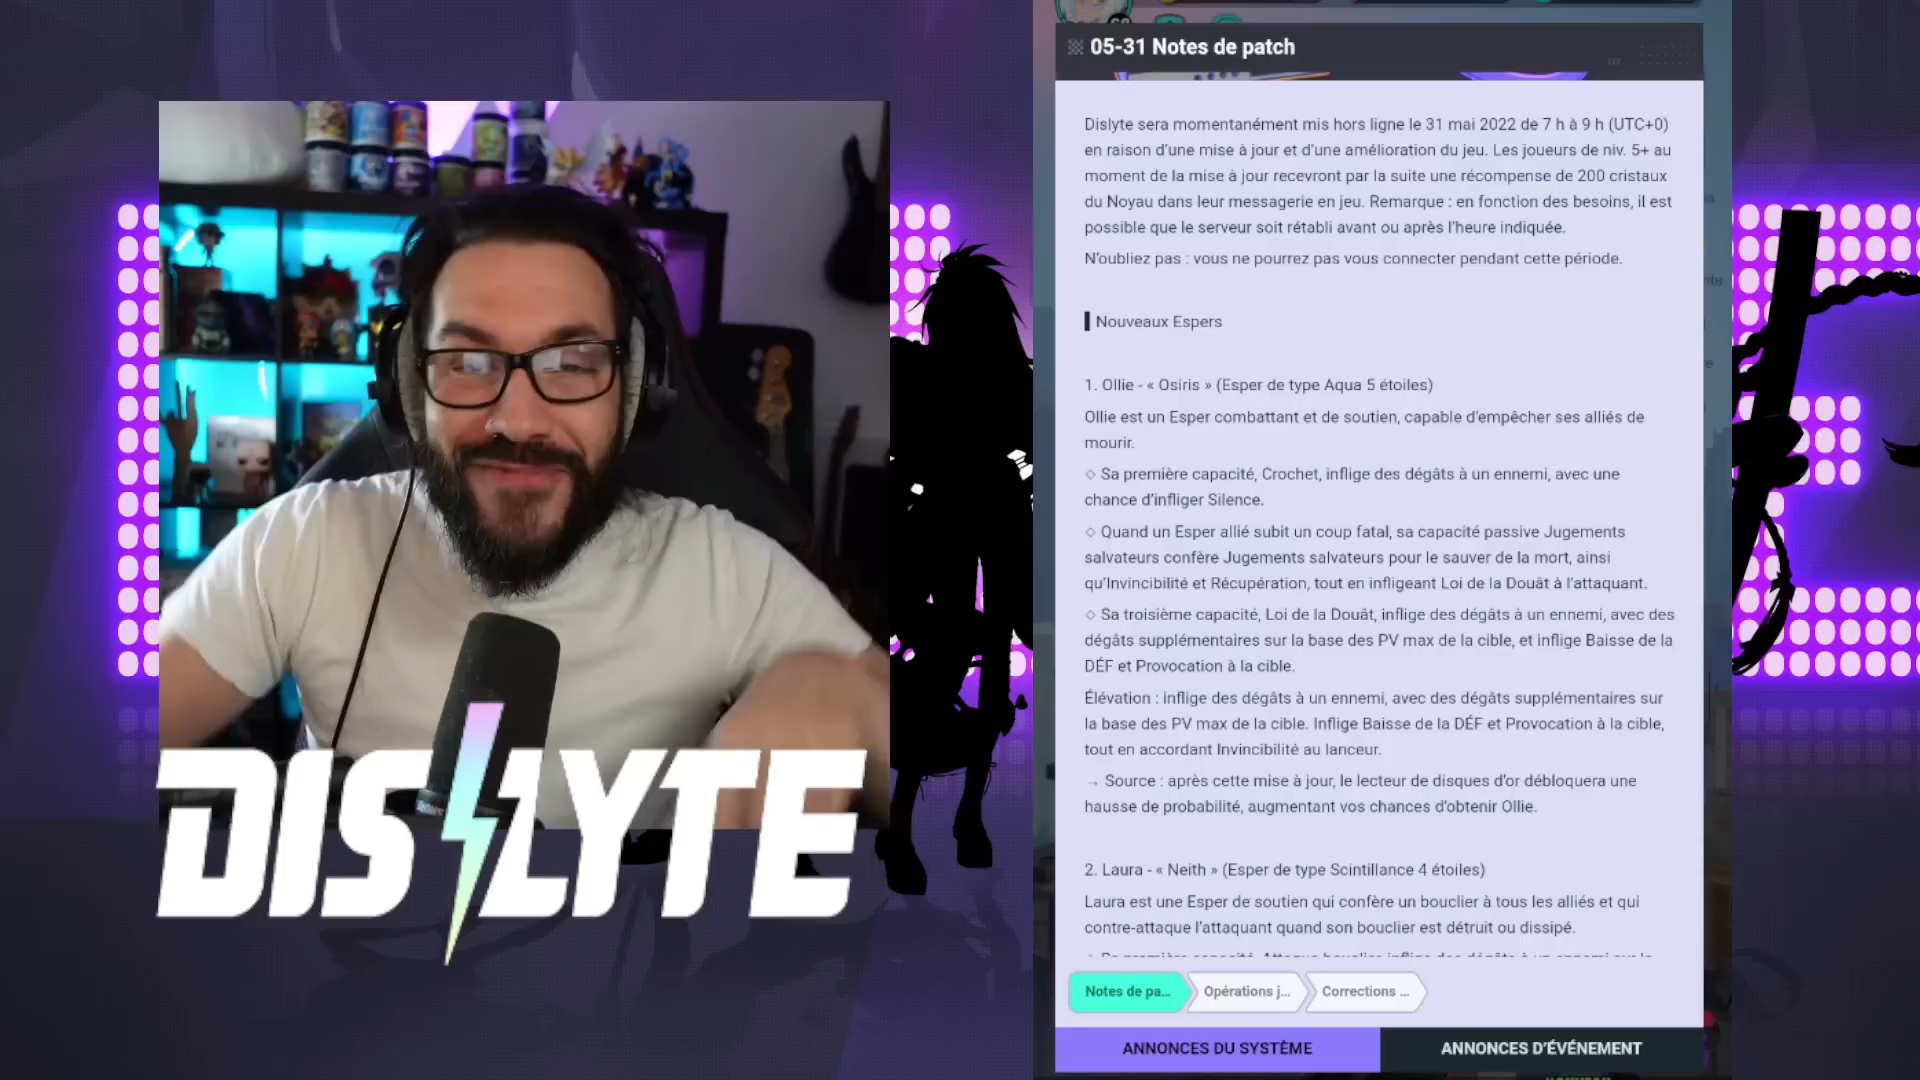 05-31 Notes de patch
Dislyte sera momentanément mis hors ligne le 31 mai 2022 de 7 h à 9 h (UTC+0)
en raison d'une mise à jour et d'une amélioration du jeu. Les joueurs de niv. 5+ au
moment de la mise à jour recevront par la suite une récompense de 200 cristaux
du Noyau dans leur messagerie en jeu. Remarque : en fonction des besoins, il est
possible que le serveur soit rétabli avant ou après l'heure indiquée.
N'oubliez pas : vous ne pourrez pas vous connecter pendant cette période.
Nouveaux Espers
1. Ollie - « Osiris » (Esper de type Aqua 5 étoiles)
Ollie est un Esper combattant et de soutien, capable d'empêcher ses alliés de
mourir.
◇ Sa première capacité, Crochet, inflige des dégâts à un ennemi, avec une
chance d'infliger Silence.
◇ Quand un Esper allié subit un coup fatal, sa capacité passive Jugements
salvateurs confère Jugements salvateurs pour le sauver de la mort, ainsi
qu'Invincibilité et Récupération, tout en infligeant Loi de la Douât à l'attaquant.
◇ Sa troisième capacité, Loi de la Douât, inflige des dégâts à un ennemi, avec des
dégâts supplémentaires sur la base des PV max de la cible, et inflige Baisse de la
DÉF et Provocation à la cible.
Élévation : inflige des dégâts à un ennemi, avec des dégâts supplémentaires sur
la base des PV max de la cible. Inflige Baisse de la DÉF et Provocation à la cible,
tout en accordant Invincibilité au lanceur.
→ Source : après cette mise à jour, le lecteur de disques d'or débloquera une
hausse de probabilité, augmentant vos chances d'obtenir Ollie.
2. Laura - « Neith » (Esper de type Scintillance 4 étoiles)
Laura est une Esper de soutien qui confère un bouclier à tous les alliés et qui
contre-attaque l'attaquant quand son bouclier est détruit ou dissipé.
Notes de pa...
Opérations j...
Corrections ...
ANNONCES DU SYSTÈME
ANNONCES D'ÉVÉNEMENT
DISLYTE